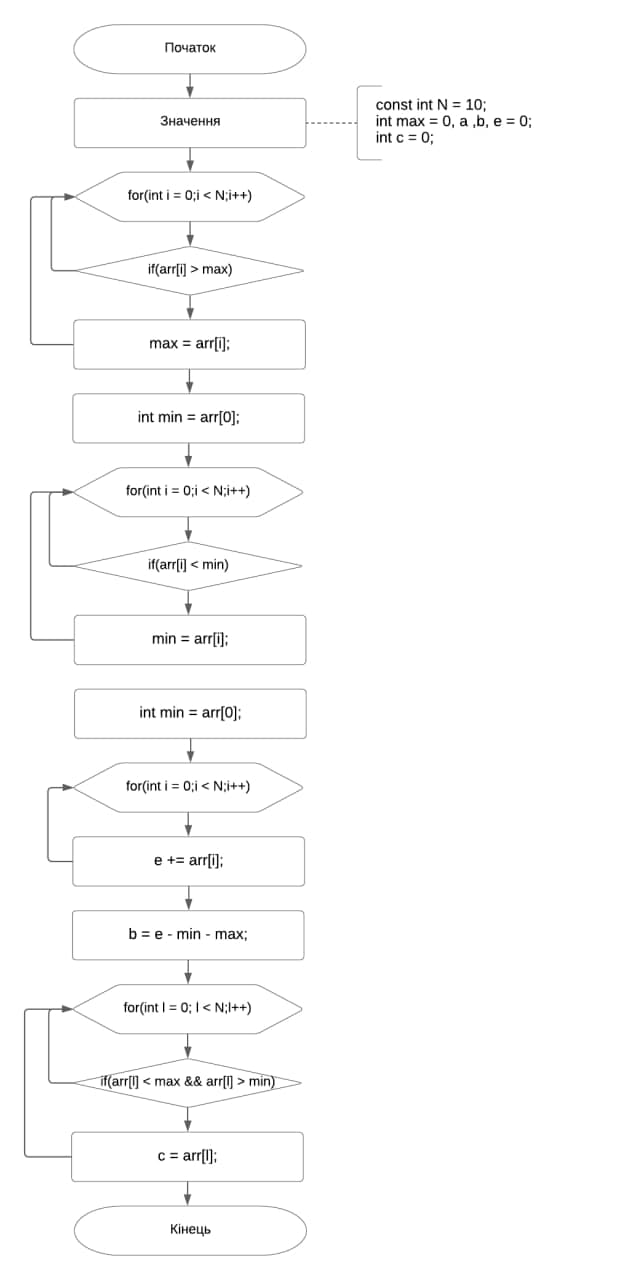 Початок
Значення
const int N = 10;
int max = 0, a ,b, e = 0;
int c = 0;
for(int i = 0;i < N;i++)
if(arr[i] > max)
max = arr[i];
int min = arr[0];
for(int i = 0;i < N;i++)
if(arr[i] < min)
min = arr[i];
int min = arr[0];
for(int i = 0;i < N;i++)
e += arr[i];
b = e - min - max;
for(int l = 0; l < N;l++)
if(arr[l] < max && arr[l] > min)
c = arr[l];
Кінець